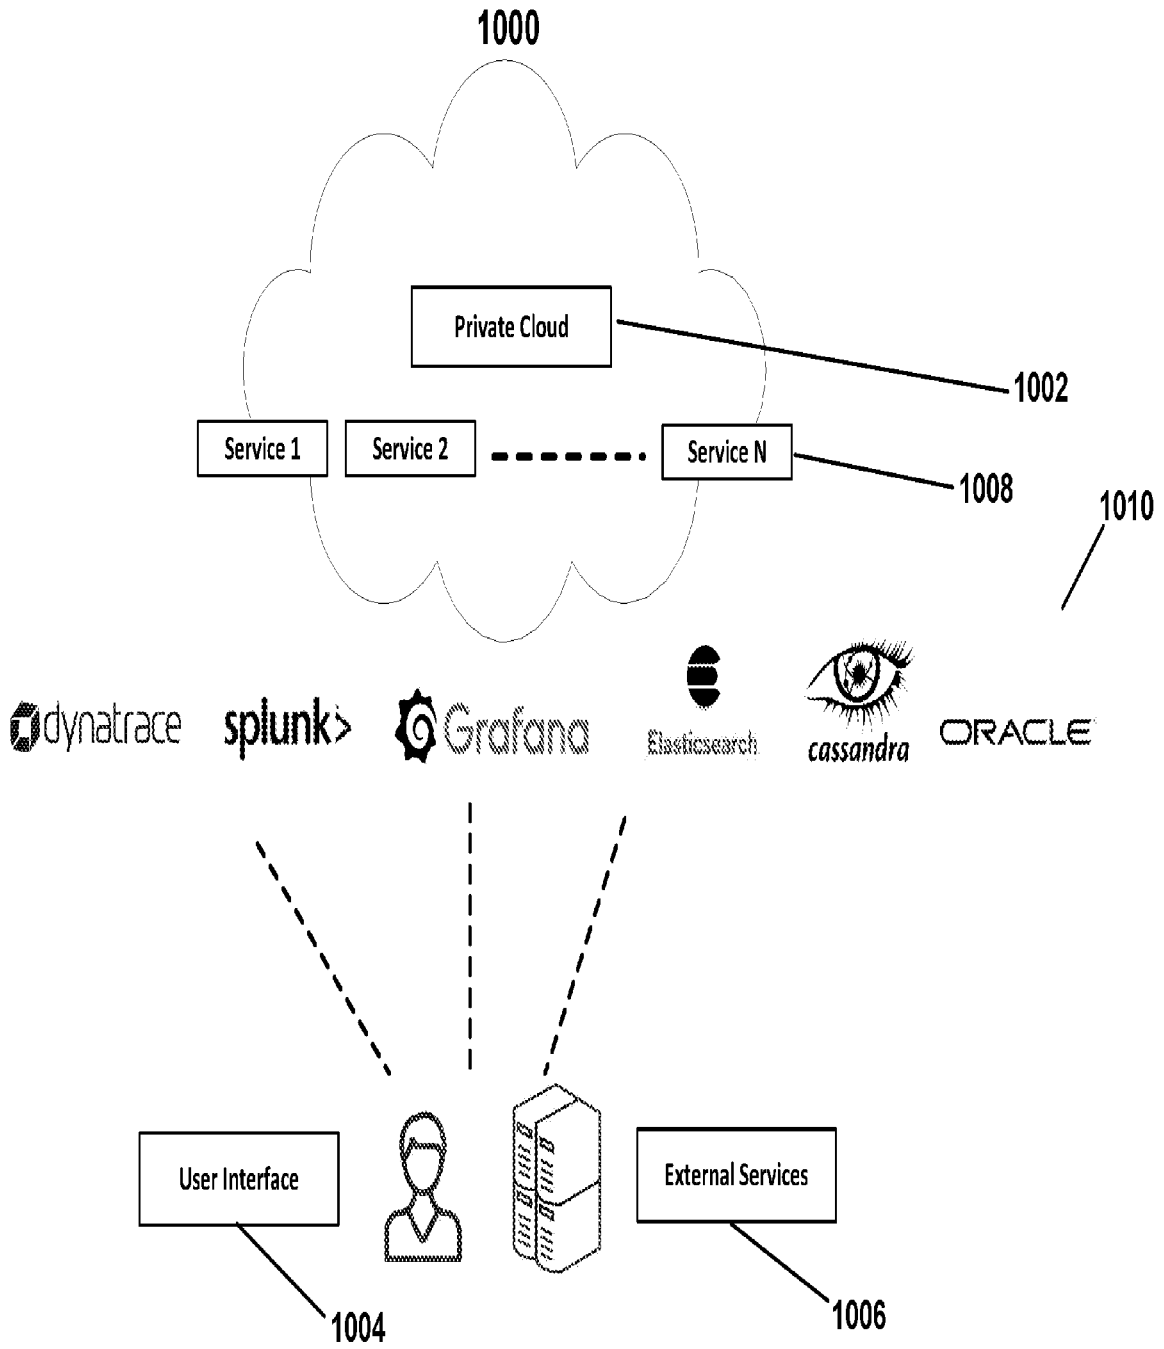 1000
Private Cloud
1002
Service 1
Service 2
Service N
1008
1010
dynatrace
splunk>
Grafana
Elasticsearch
cassandra
ORACLE
User Interface
External Services
1004
1006